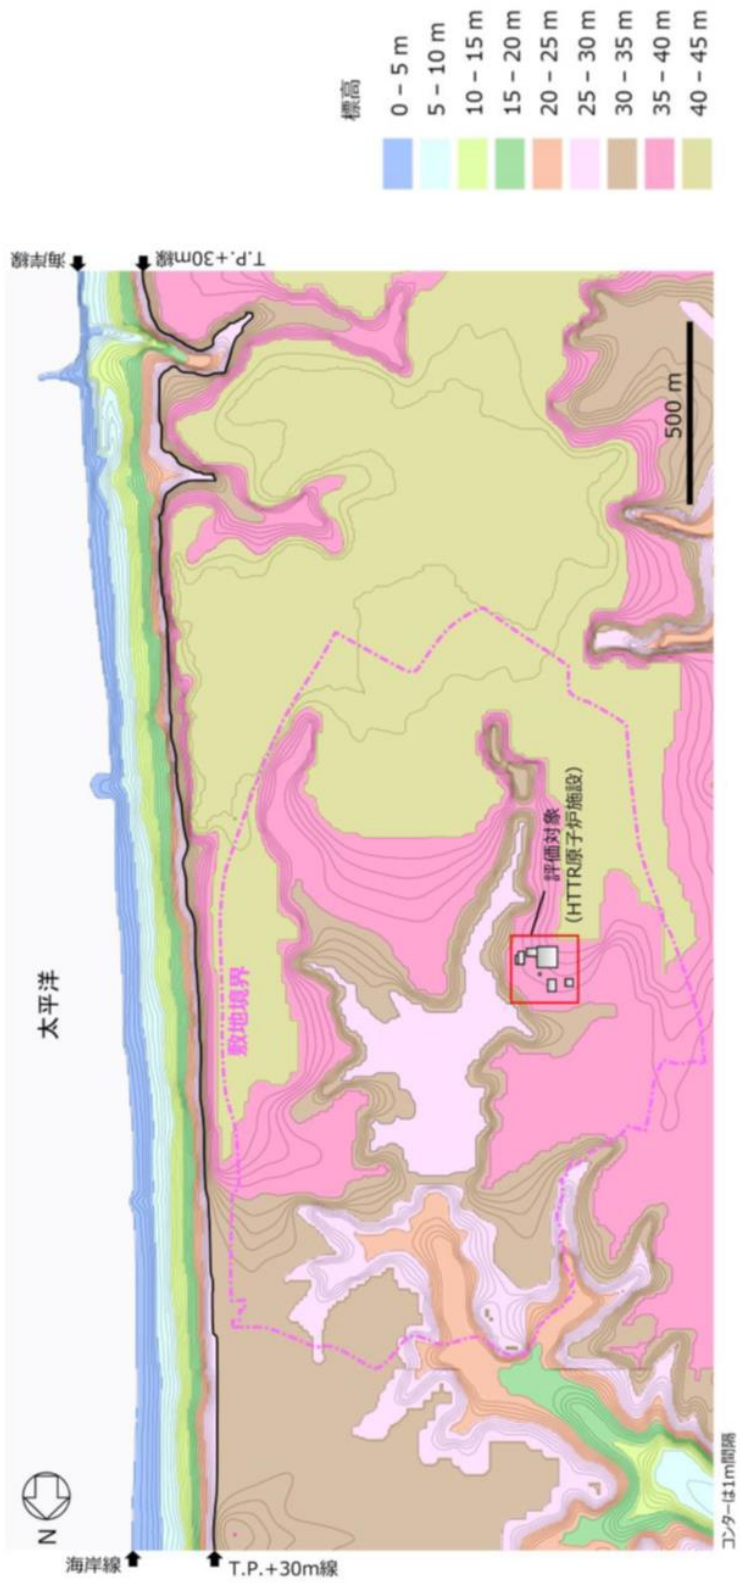 標高
0 – 5 m
5 – 10 m
10 – 15 m
15 – 20 m
20 – 25 m
25 – 30 m
30 – 35 m
35 – 40 m
40 – 45 m
海岸線
T.P.+30m線
太平洋
敷地境界
評価対象
(HTTR原子炉施設)
500 m
N
海岸線
T.P.+30m線
コンターは1m間隔